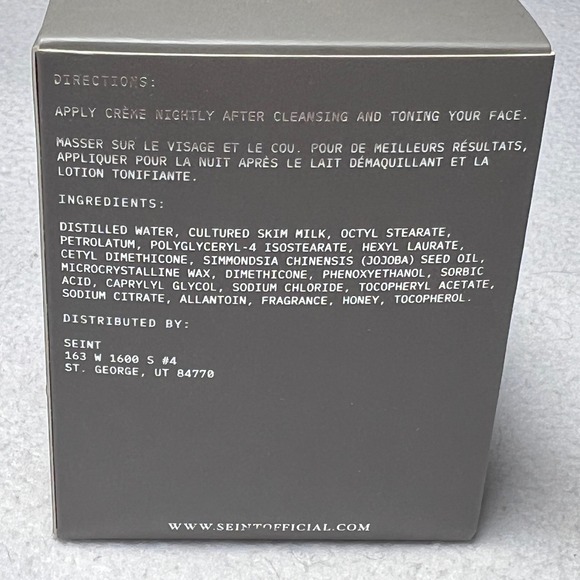 DIRECTIONS:
APPLY CRÈME NIGHTLY AFTER CLEANSING AND TONING YOUR FACE.
MASSER SUR LE VISAGE ET LE COU. POUR DE MEILLEURS RÉSULTATS,
APPLIQUER POUR LA NUIT APRÈS LE LAIT DÉMAQUILLANT ET LA
LOTION TONIFIANTE.
INGREDIENTS:
DISTILLED WATER, CULTURED SKIM MILK, OCTYL STEARATE,
PETROLATUM, POLYGLYCERYL-4 ISOSTEARATE, HEXYL LAURATE,
CETYL DIMETHICONE, SIMMONDSIA CHINENSIS (JOJOBA) SEED OIL,
MICROCRYSTALLINE WAX, DIMETHICONE, PHENOXYETHANOL, SORBIC
ACID, CAPRYLYL GLYCOL, SODIUM CHLORIDE, TOCOPHERYL ACETATE,
SODIUM CITRATE, ALLANTOIN, FRAGRANCE, HONEY, TOCOPHEROL.
DISTRIBUTED BY:
SEINT
163 W 1600 S #4
ST. GEORGE, UT 84770
WWW.SEINTOFFICIAL.COM